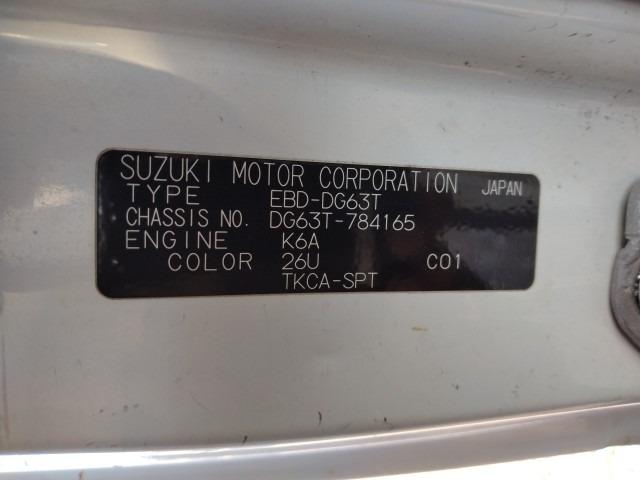 SUZUKI MOTOR CORPORATION JAPAN
TYPE EBD-DG63T
CHASSIS NO. DG63T-784165
ENGINE K6A
COLOR 26U C01
TKCA-SPT